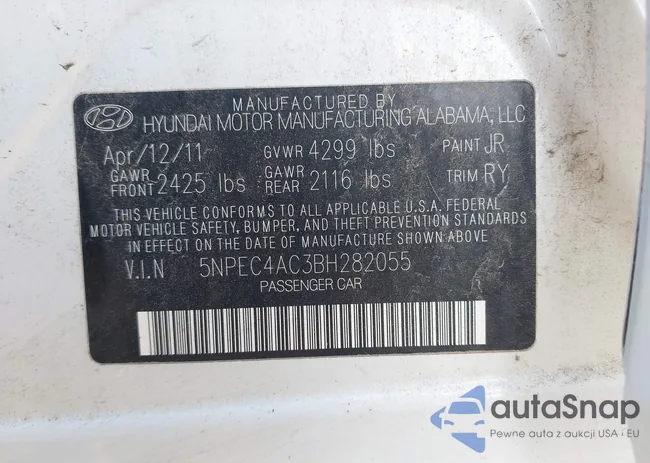 MANUFACTURED BY
HYUNDAI MOTOR MANUFACTURING ALABAMA, LLC
Apr/12/11 GVWR 4299 lbs PAINT JR
GAWR FRONT 2425 lbs GAWR REAR 2116 lbs TRIM RY
THIS VEHICLE CONFORMS TO ALL APPLICABLE U.S.A. FEDERAL
MOTOR VEHICLE SAFETY, BUMPER, AND THEFT PREVENTION STANDARDS
IN EFFECT ON THE DATE OF MANUFACTURE SHOWN ABOVE
V.I.N 5NPEC4AC3BH282055
PASSENGER CAR
autaSnap
Pewne auta z aukcji USA i EU